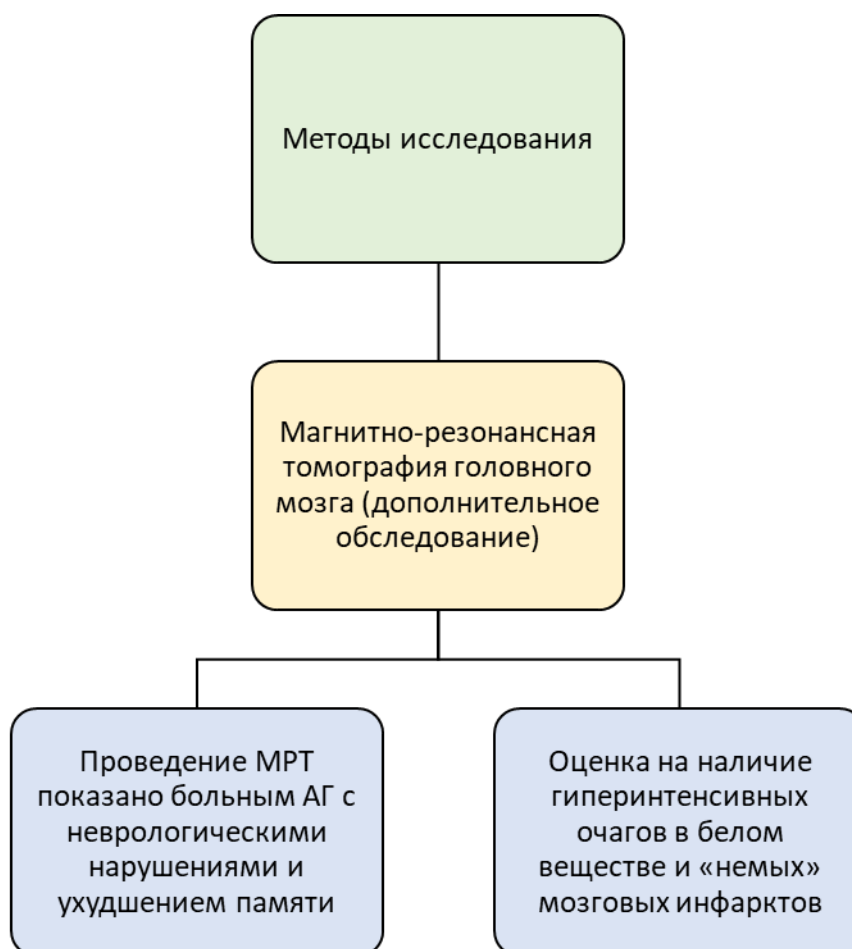 Методы исследования
Магнитно-резонансная
томография головного
мозга (дополнительное
обследование)
Проведение МРТ
показано больным АГ с
неврологическими
нарушениями и
ухудшением памяти
Оценка на наличие
гиперинтенсивных
очагов в белом
веществе и «немых»
мозговых инфарктов